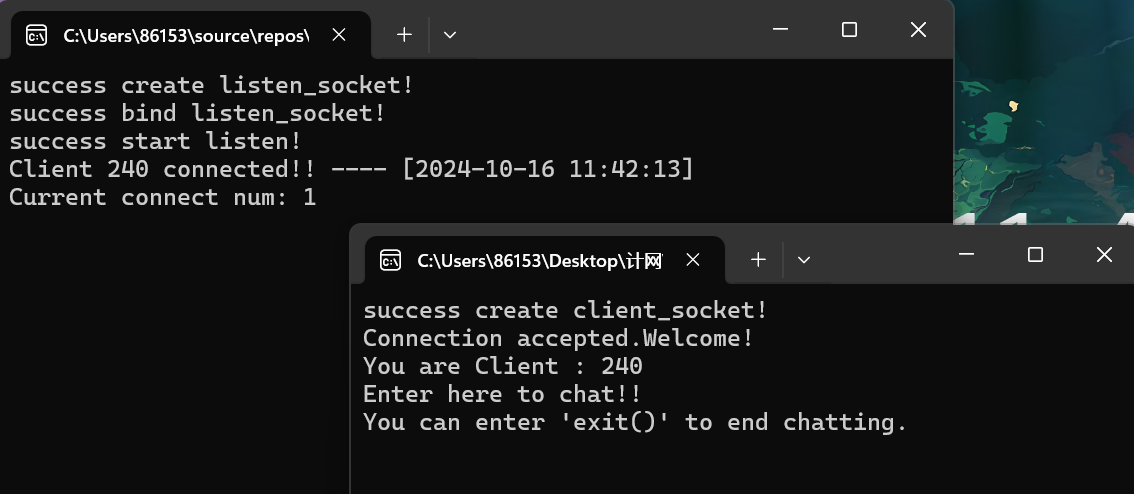 C:\Users\86153\source\repos\
success create listen_socket!
success bind listen_socket!
success start listen!
Client 240 connected!! ---- [2024-10-16 11:42:13]
Current connect num: 1
C:\Users\86153\Desktop\计网
success create client_socket!
Connection accepted.Welcome!
You are Client : 240
Enter here to chat!!
You can enter 'exit()' to end chatting.